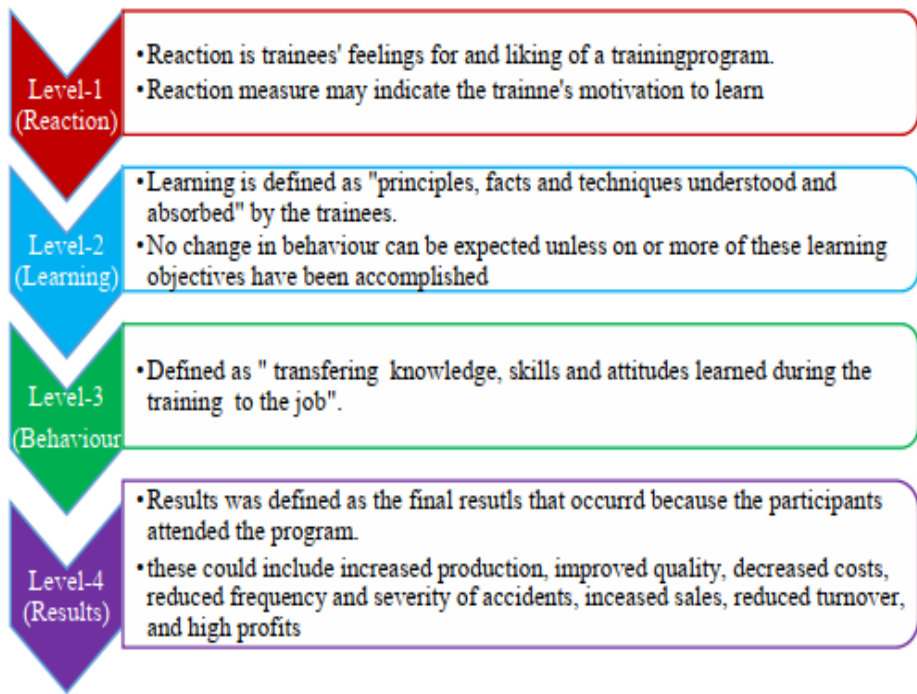 Level-1
(Reaction)
•Reaction is trainees' feelings for and liking of a trainingprogram.
•Reaction measure may indicate the trainne's motivation to learn
Level-2
(Learning)
•Learning is defined as "principles, facts and techniques understood and
absorbed" by the trainees.
•No change in behaviour can be expected unless on or more of these learning
objectives have been accomplished
Level-3
(Behaviour
•Defined as " transfering knowledge, skills and attitudes learned during the
training to the job".
Level-4
(Results)
•Results was defined as the final resutls that occurrd because the participants
attended the program.
•these could include increased production, improved quality, decreased costs,
reduced frequency and severity of accidents, inceased sales, reduced turnover,
and high profits